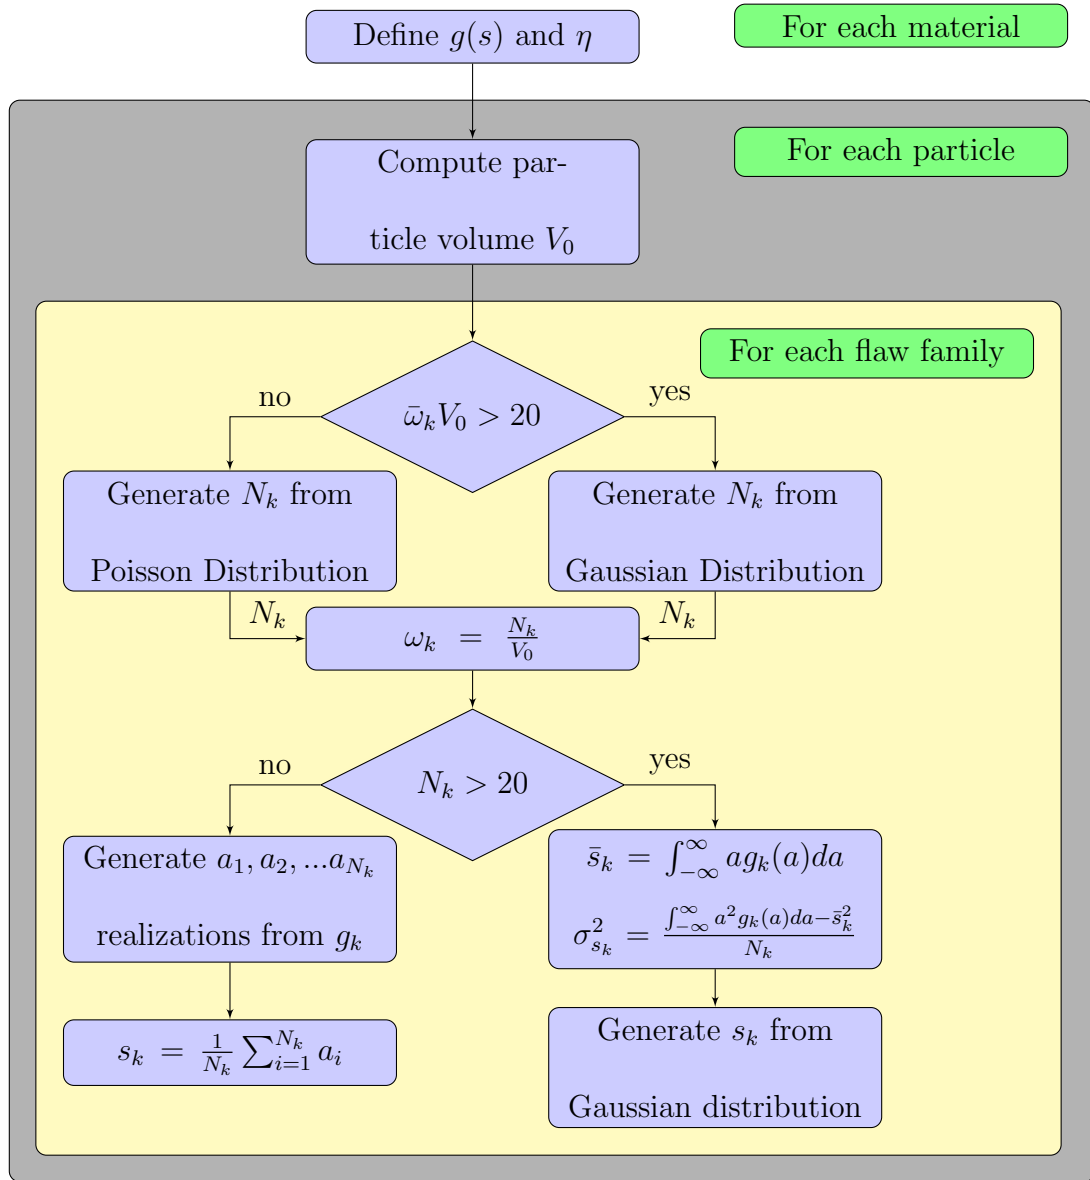 Define g(s) and η
For each material
For each particle
Compute par-
ticle volume V₀
For each flaw family
ω̄ₖV₀ > 20
no
yes
Generate Nₖ from
Poisson Distribution
Generate Nₖ from
Gaussian Distribution
Nₖ
Nₖ
ωₖ = Nₖ/V₀
Nₖ > 20
no
yes
Generate a₁, a₂, ...a_{Nₖ}
realizations from gₖ
s̄ₖ = ∫_{-∞}^{∞} agₖ(a)da
σ²_{sₖ} = (∫_{-∞}^{∞} a²gₖ(a)da−s̄ₖ²)/Nₖ
sₖ = 1/Nₖ ∑_{i=1}^{Nₖ} aᵢ
Generate sₖ from
Gaussian distribution